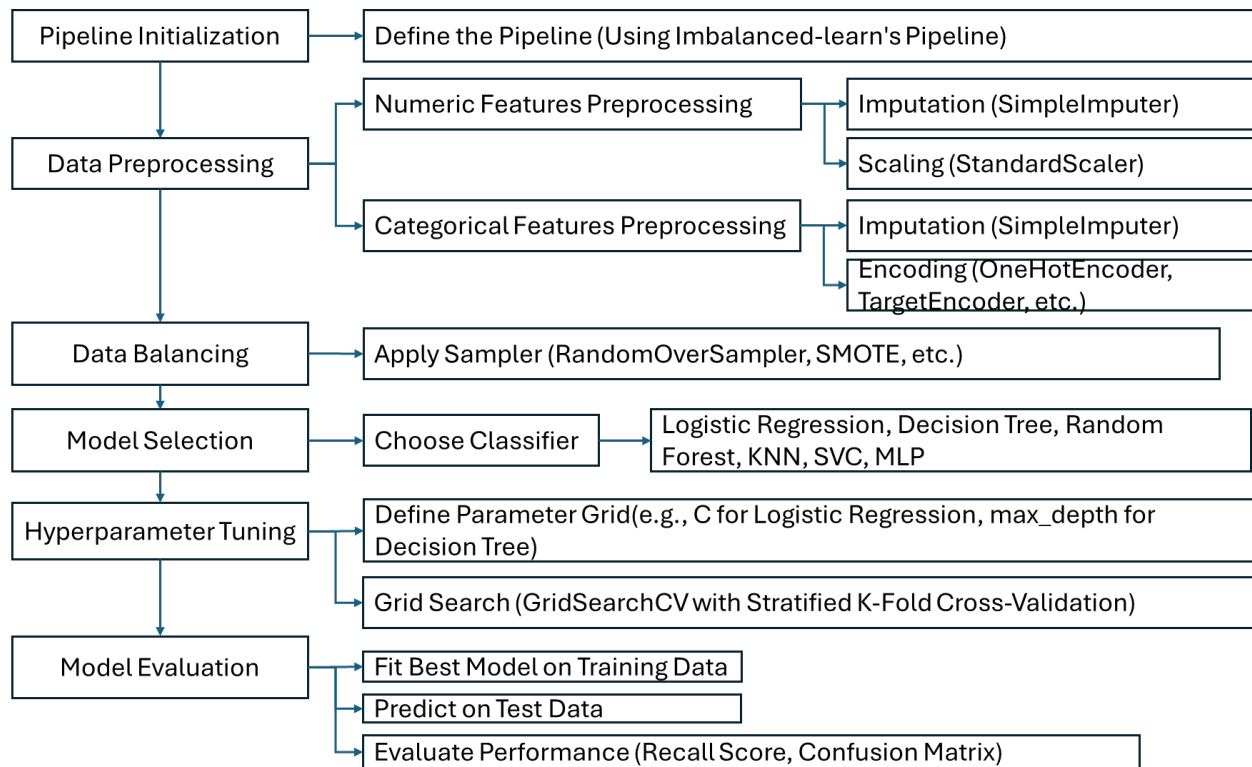 Pipeline Initialization
Define the Pipeline (Using Imbalanced-learn's Pipeline)
Data Preprocessing
Numeric Features Preprocessing
Imputation (SimpleImputer)
Scaling (StandardScaler)
Categorical Features Preprocessing
Imputation (SimpleImputer)
Encoding (OneHotEncoder,
TargetEncoder, etc.)
Data Balancing
Apply Sampler (RandomOverSampler, SMOTE, etc.)
Model Selection
Choose Classifier
Logistic Regression, Decision Tree, Random
Forest, KNN, SVC, MLP
Hyperparameter Tuning
Define Parameter Grid(e.g., C for Logistic Regression, max_depth for
Decision Tree)
Grid Search (GridSearchCV with Stratified K-Fold Cross-Validation)
Model Evaluation
Fit Best Model on Training Data
Predict on Test Data
Evaluate Performance (Recall Score, Confusion Matrix)